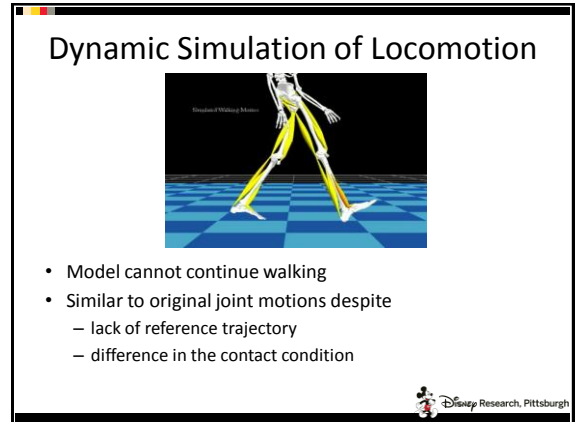 Dynamic Simulation of Locomotion
Simulated Walking Motion
• Model cannot continue walking
• Similar to original joint motions despite
– lack of reference trajectory
– difference in the contact condition
Disney Research, Pittsburgh